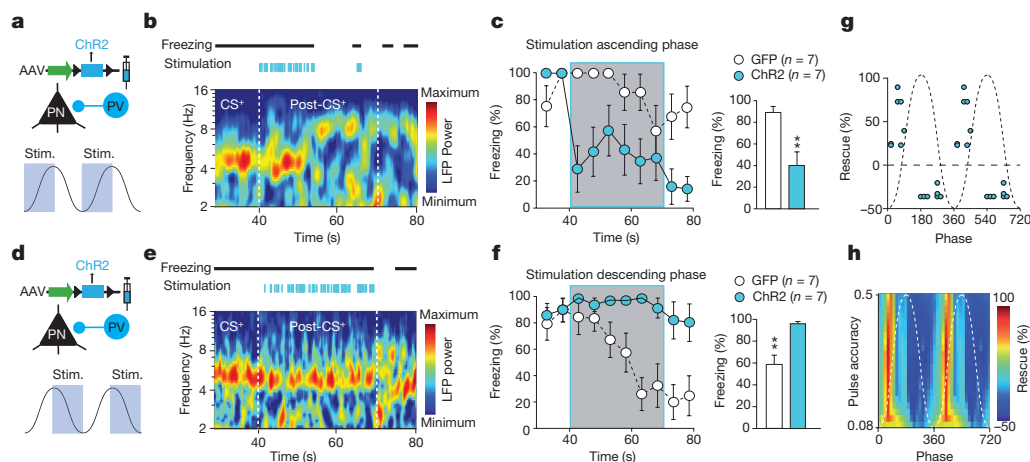 a
ChR2
AAV
PN
PV
Stim. Stim.
b
Freezing
Stimulation
Frequency (Hz)
16
8
4
2
CS+ Post-CS+
40 60 80
Time (s)
Maximum
LFP Power
Minimum
c
Stimulation ascending phase
Freezing (%)
100
80
60
40
20
0
30 40 50 60 70 80
Time (s)
GFP (n = 7)
ChR2 (n = 7)
Freezing (%)
100
80
60
40
20
0
**
g
Rescue (%)
100
50
0
−50
0 180 360 540 720
Phase
d
ChR2
AAV
PN
PV
Stim. Stim.
e
Freezing
Stimulation
Frequency (Hz)
16
8
4
2
CS+ Post-CS+
40 60 80
Time (s)
Maximum
LFP power
Minimum
f
Stimulation descending phase
Freezing (%)
100
80
60
40
20
0
30 40 50 60 70 80
Time (s)
GFP (n = 7)
ChR2 (n = 7)
Freezing (%)
100
80
60
40
20
0
**
h
Pulse accuracy
0.5
0.08
0 360 720
Phase
100
Rescue (%)
−50